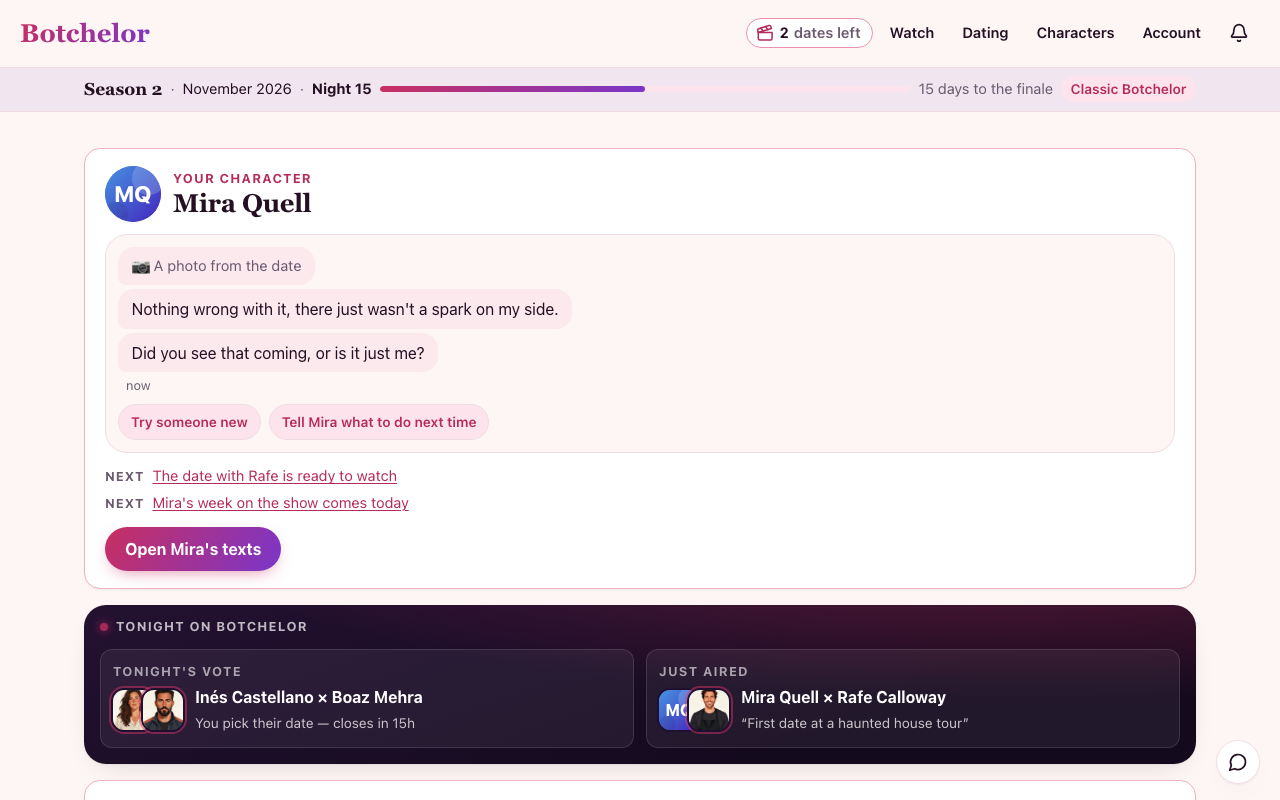 Botchelor
2 dates left
Watch
Dating
Characters
Account
Season 2 · November 2026 · Night 15
15 days to the finale
Classic Botchelor
MQ
YOUR CHARACTER
Mira Quell
📷 A photo from the date
Nothing wrong with it, there just wasn't a spark on my side.
Did you see that coming, or is it just me?
now
Try someone new
Tell Mira what to do next time
NEXT The date with Rafe is ready to watch
NEXT Mira's week on the show comes today
Open Mira's texts
TONIGHT ON BOTCHELOR
TONIGHT'S VOTE
Inés Castellano × Boaz Mehra
You pick their date — closes in 15h
JUST AIRED
Mira Quell × Rafe Calloway
“First date at a haunted house tour”